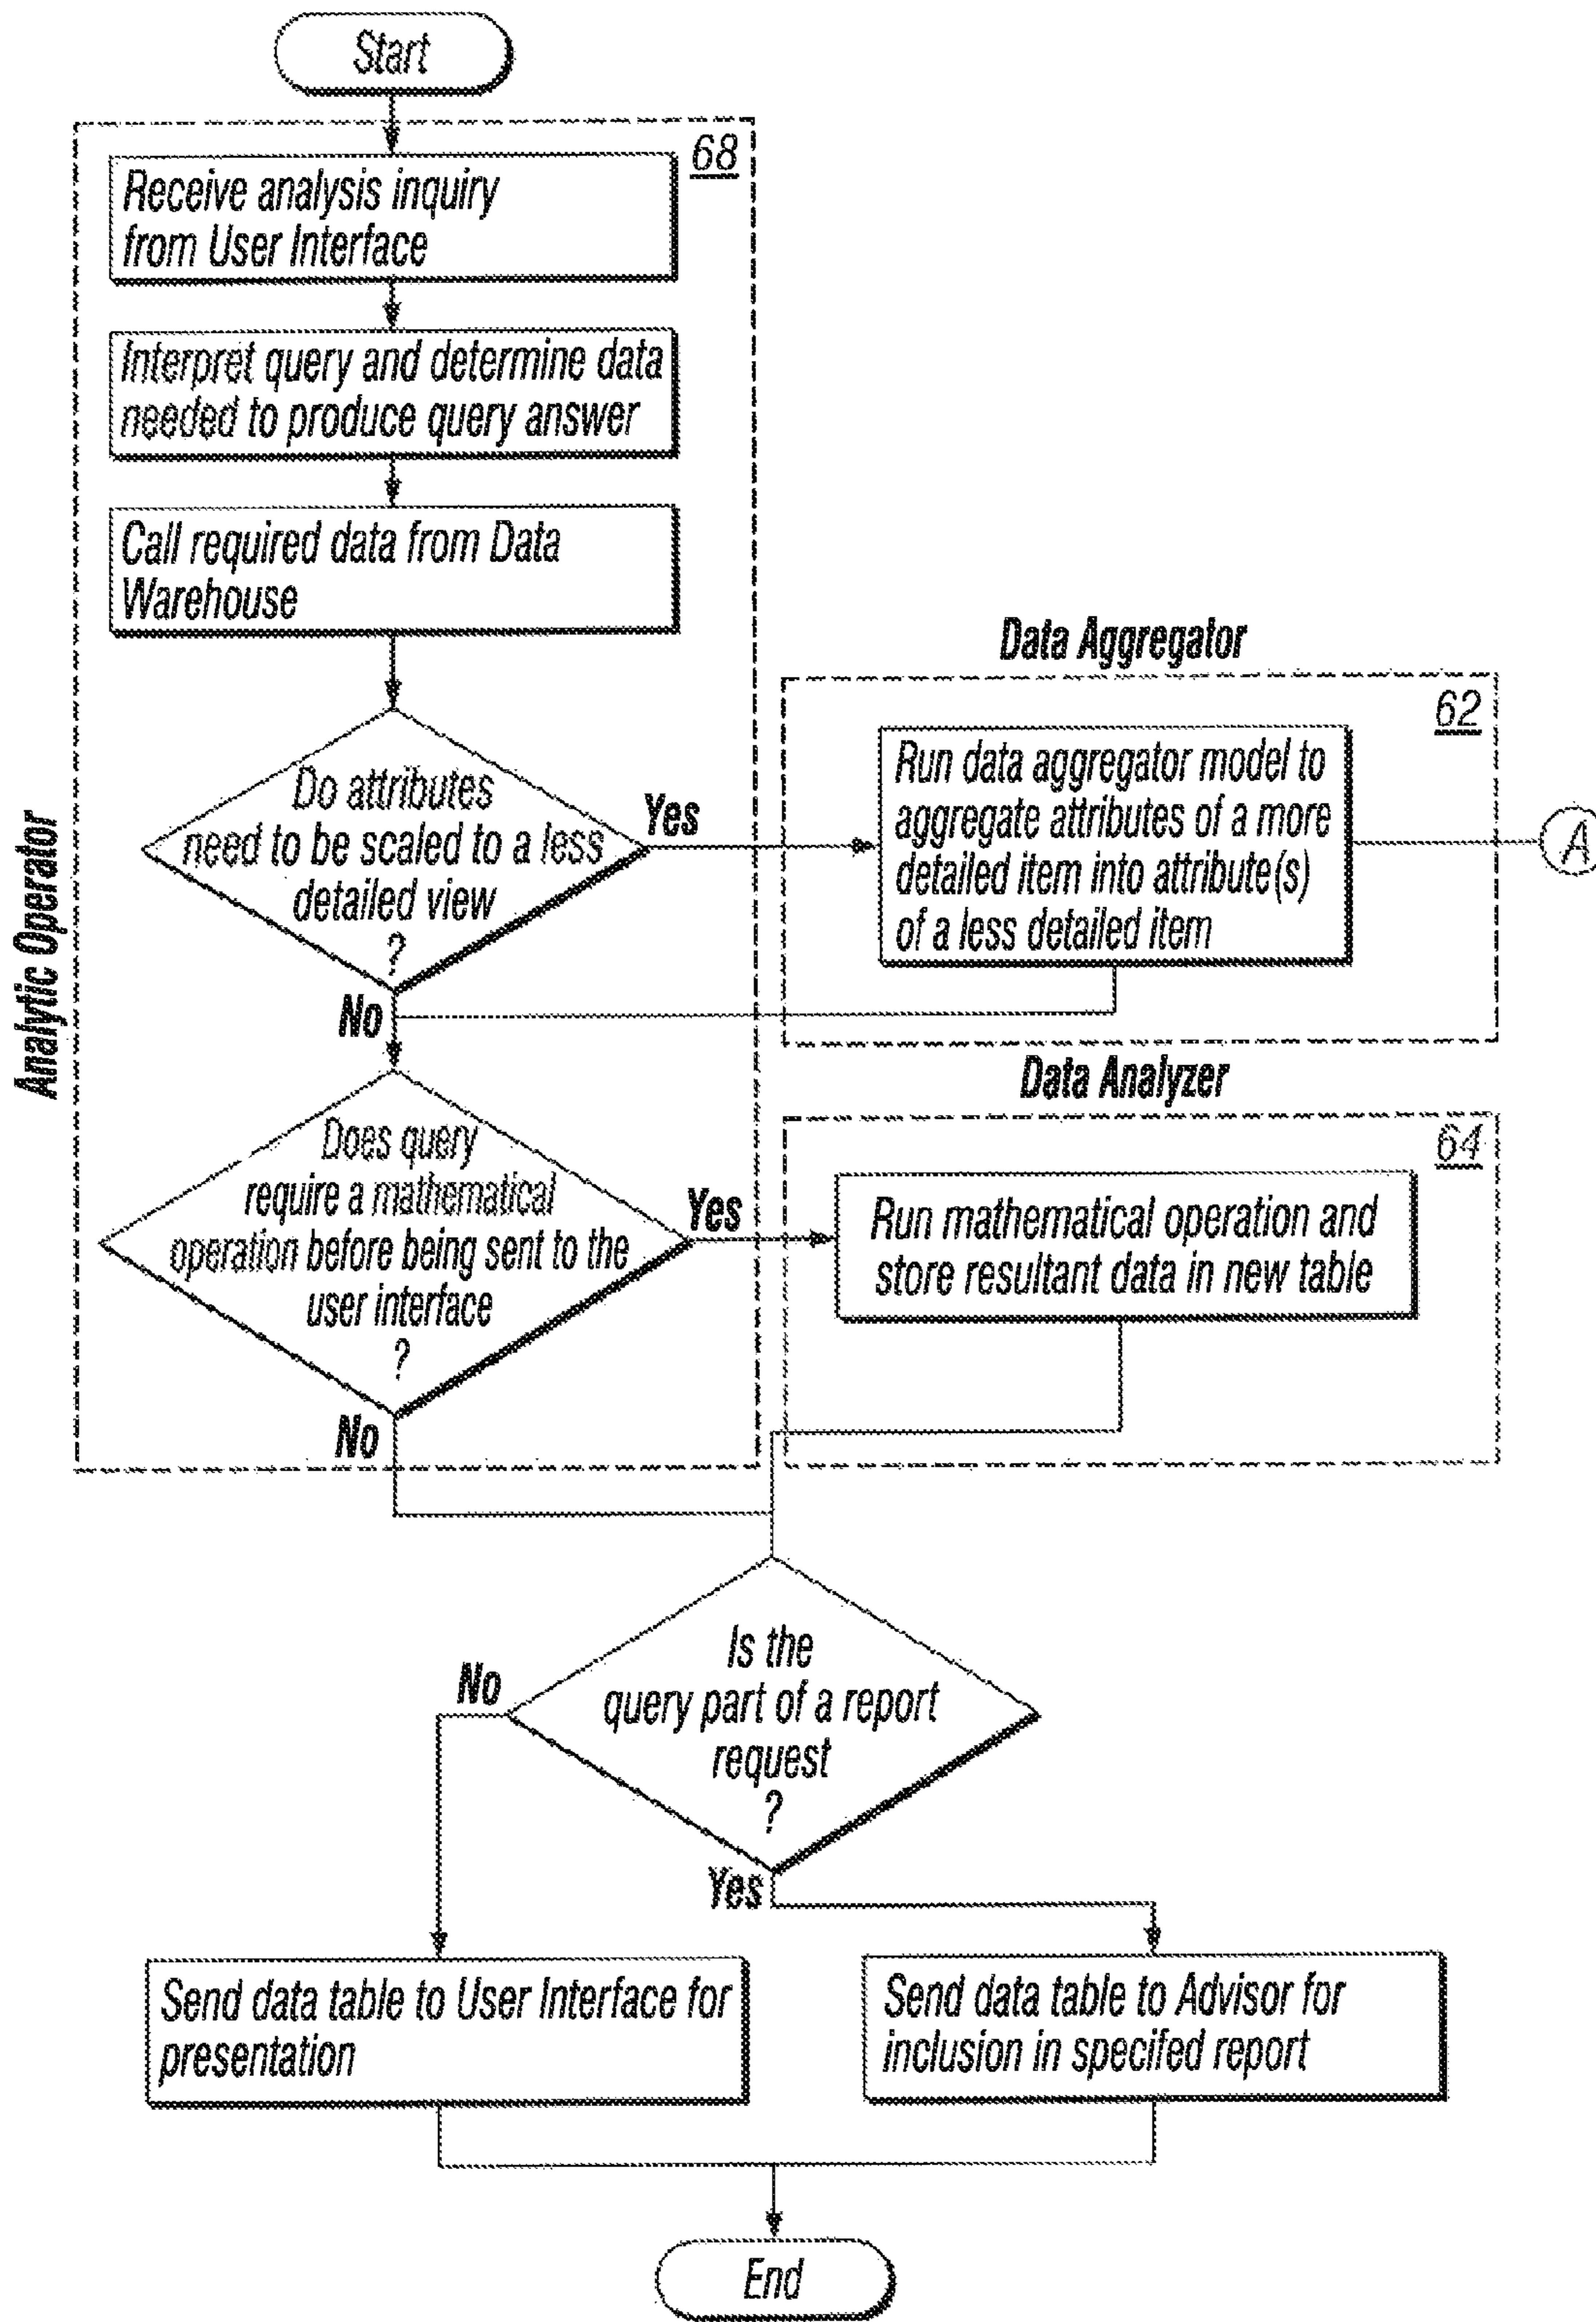 Start
68
Receive analysis inquiry
from User Interface
Interpret query and determine data
needed to produce query answer
Call required data from Data
Warehouse
Analytic Operator
Do attributes
need to be scaled to a less
detailed view
?
Yes
No
Data Aggregator
62
Run data aggregator model to
aggregate attributes of a more
detailed item into attribute(s)
of a less detailed item
A
Does query
require a mathematical
operation before being sent to the
user interface
?
Yes
No
Data Analyzer
64
Run mathematical operation and
store resultant data in new table
Is the
query part of a report
request
?
No
Yes
Send data table to User Interface for
presentation
Send data table to Advisor for
inclusion in specifed report
End